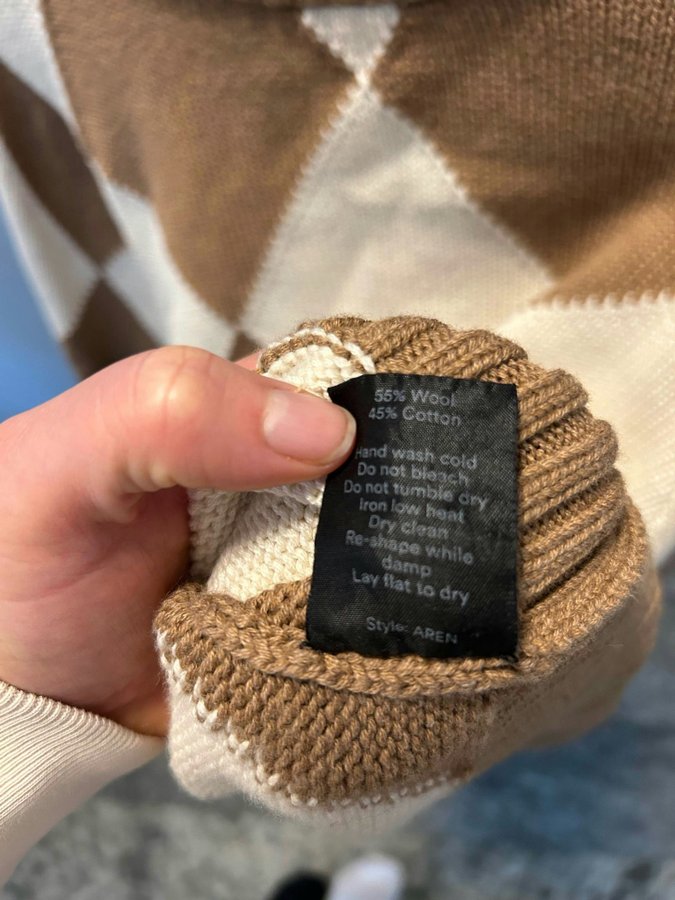 55% Wool
45% Cotton
Hand wash cold
Do not bleach
Do not tumble dry
Iron low heat
Dry clean
Re-shape while
damp
Lay flat to dry
Style: AREN